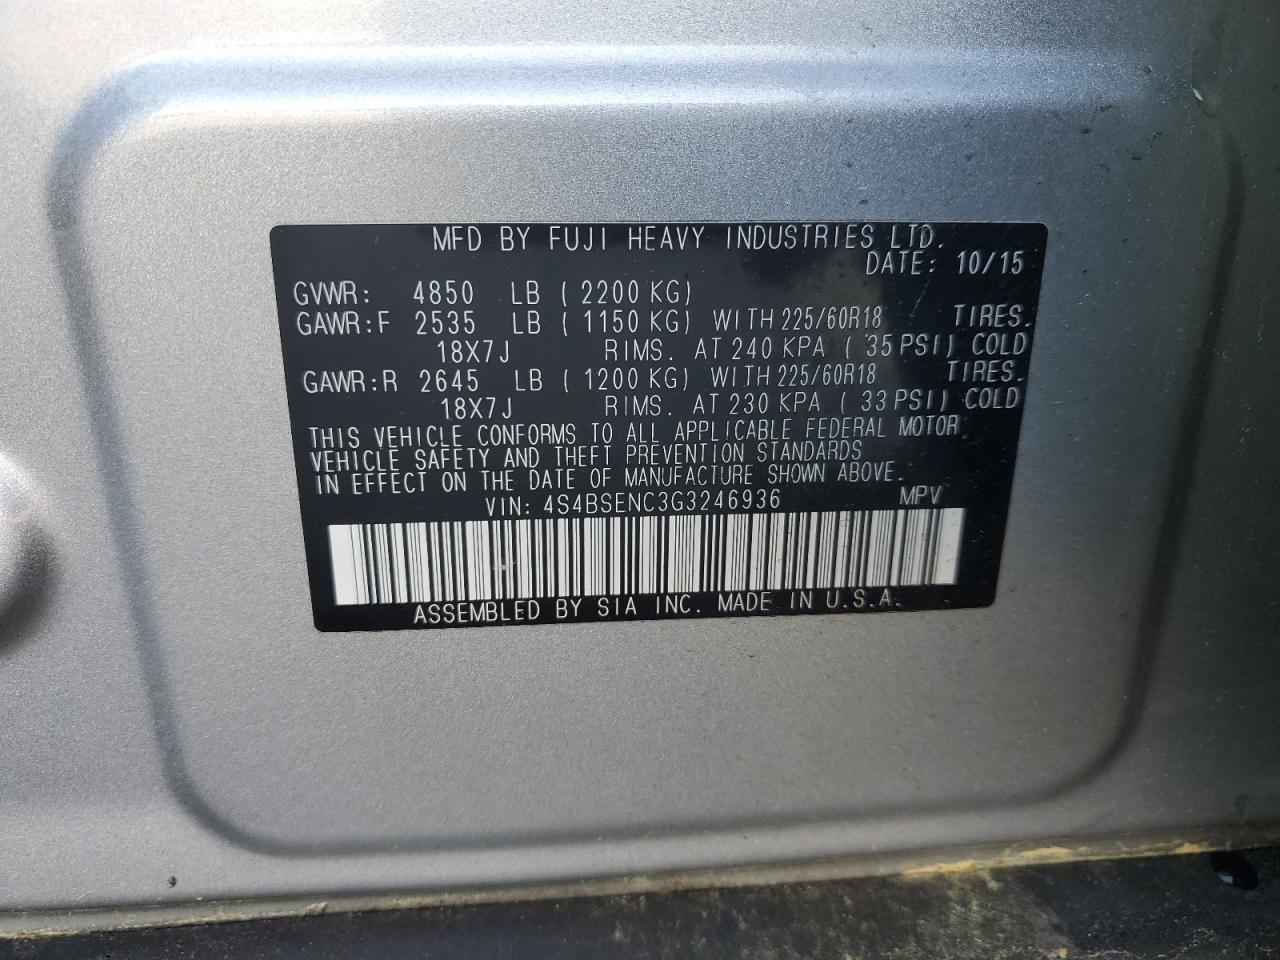 MFD BY FUJI HEAVY INDUSTRIES LTD.
DATE: 10/15
GVWR: 4850 LB ( 2200 KG)
GAWR:F 2535 LB ( 1150 KG) WITH 225/60R18 TIRES.
18X7J RIMS. AT 240 KPA ( 35 PSI) COLD
GAWR:R 2645 LB ( 1200 KG) WITH 225/60R18 TIRES.
18X7J RIMS. AT 230 KPA ( 33 PSI) COLD
THIS VEHICLE CONFORMS TO ALL APPLICABLE FEDERAL MOTOR
VEHICLE SAFETY AND THEFT PREVENTION STANDARDS
IN EFFECT ON THE DATE OF MANUFACTURE SHOWN ABOVE.
VIN: 4S4BSENC3G3246936 MPV
ASSEMBLED BY SIA INC. MADE IN U.S.A.